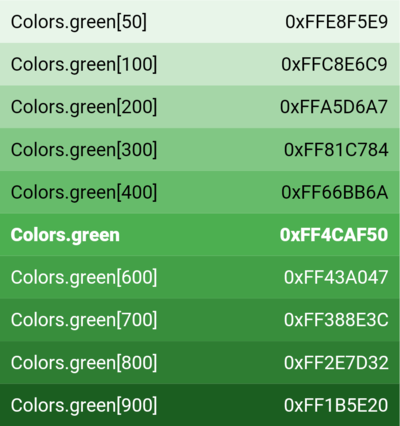 Colors.green[50] 0xFFE8F5E9
Colors.green[100] 0xFFC8E6C9
Colors.green[200] 0xFFA5D6A7
Colors.green[300] 0xFF81C784
Colors.green[400] 0xFF66BB6A
Colors.green 0xFF4CAF50
Colors.green[600] 0xFF43A047
Colors.green[700] 0xFF388E3C
Colors.green[800] 0xFF2E7D32
Colors.green[900] 0xFF1B5E20